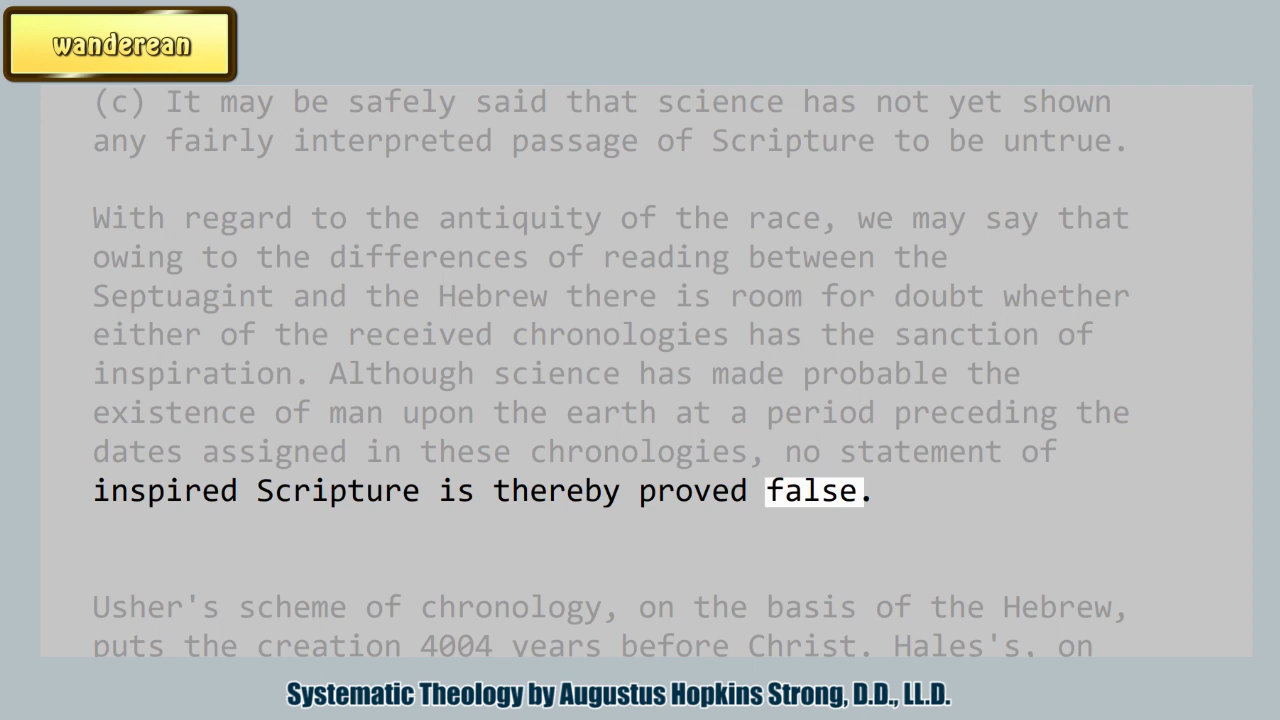 wanderean
(c) It may be safely said that science has not yet shown
any fairly interpreted passage of Scripture to be untrue.
With regard to the antiquity of the race, we may say that
owing to the differences of reading between the
Septuagint and the Hebrew there is room for doubt whether
either of the received chronologies has the sanction of
inspiration. Although science has made probable the
existence of man upon the earth at a period preceding the
dates assigned in these chronologies, no statement of
inspired Scripture is thereby proved false.
Usher's scheme of chronology, on the basis of the Hebrew,
puts the creation 4004 years before Christ. Hales's, on
Systematic Theology by Augustus Hopkins Strong, D.D., LL.D.